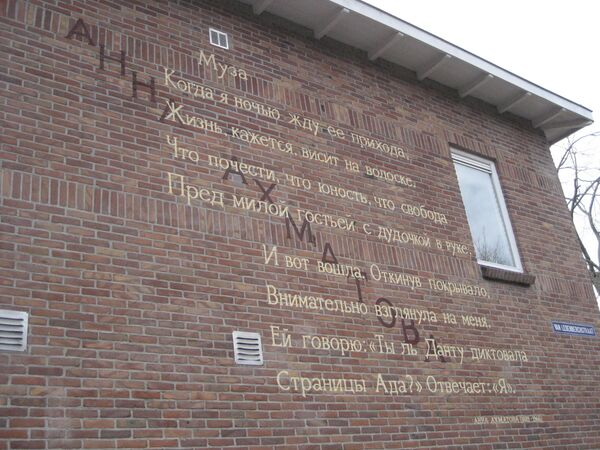 АННА АХМАТОВА
Муза
Когда я ночью жду ее прихода,
Жизнь, кажется, висит на волоске.
Что почести, что юность, что свобода
Пред милой гостьей с дудочкой в руке.
И вот вошла. Откинув покрывало,
Внимательно взглянула на меня.
Ей говорю: «Ты ль Данту диктовала
Страницы Ада?» Отвечает: «Я».
АННА АХМАТОВА